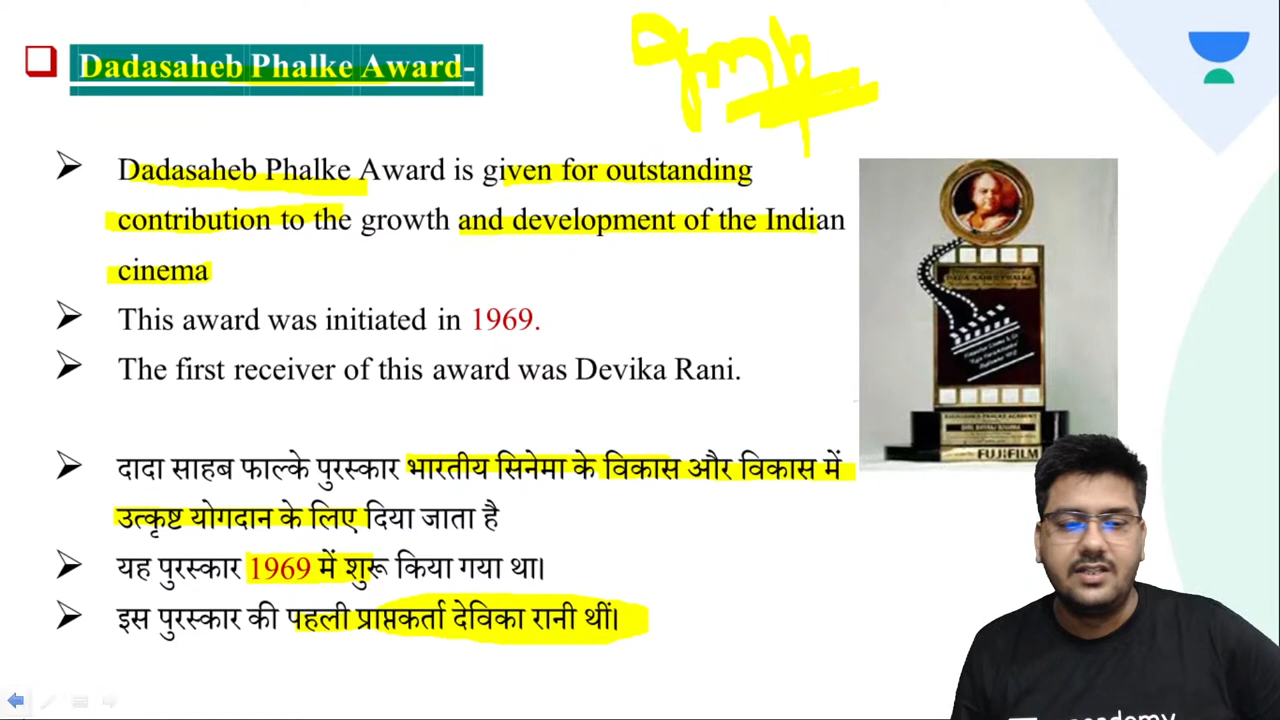 Dadasaheb Phalke Award-
Dadasaheb Phalke Award is given for outstanding
contribution to the growth and development of the Indian
cinema
This award was initiated in 1969.
The first receiver of this award was Devika Rani.
दादा साहब फाल्के पुरस्कार भारतीय सिनेमा के विकास और विकास में
उत्कृष्ट योगदान के लिए दिया जाता है
यह पुरस्कार 1969 में शुरू किया गया था।
इस पुरस्कार की पहली प्राप्तकर्ता देविका रानी थीं।
FUJIFILM